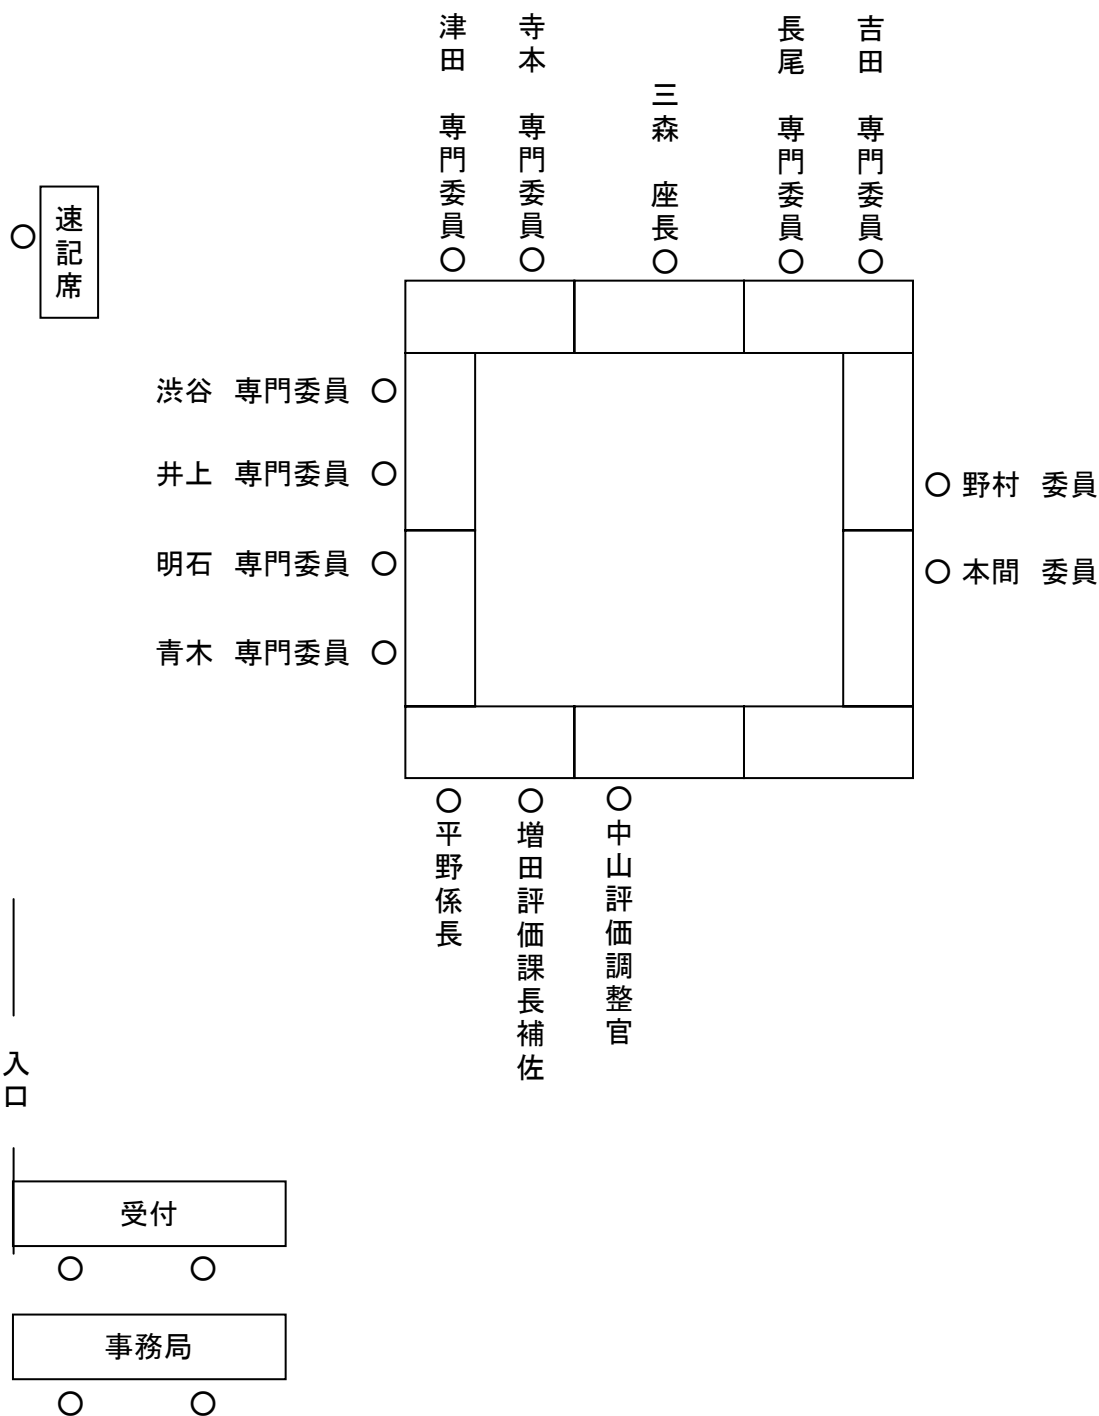 津田　専門委員
寺本　専門委員
三森　座長
長尾　専門委員
吉田　専門委員
速記席
渋谷　専門委員
井上　専門委員
明石　専門委員
青木　専門委員
野村　委員
本間　委員
平野係長
増田評価課長補佐
中山評価調整官
入口
受付
事務局